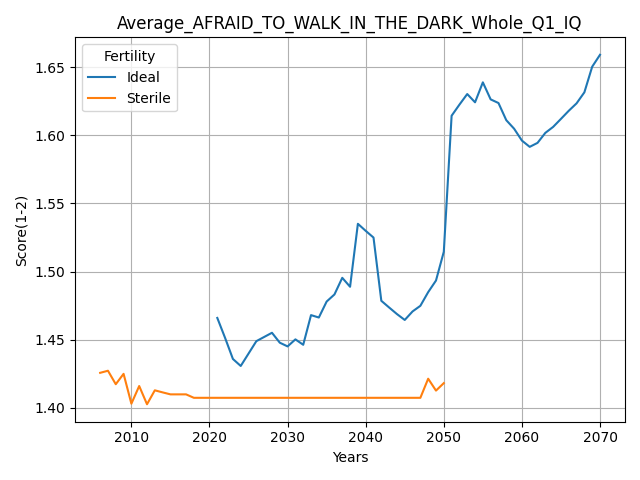 Average_AFRAID_TO_WALK_IN_THE_DARK_Whole_Q1_IQ
Fertility
Ideal
Sterile
1.65
1.60
1.55
1.50
1.45
1.40
Score(1-2)
2010 2020 2030 2040 2050 2060 2070
Years